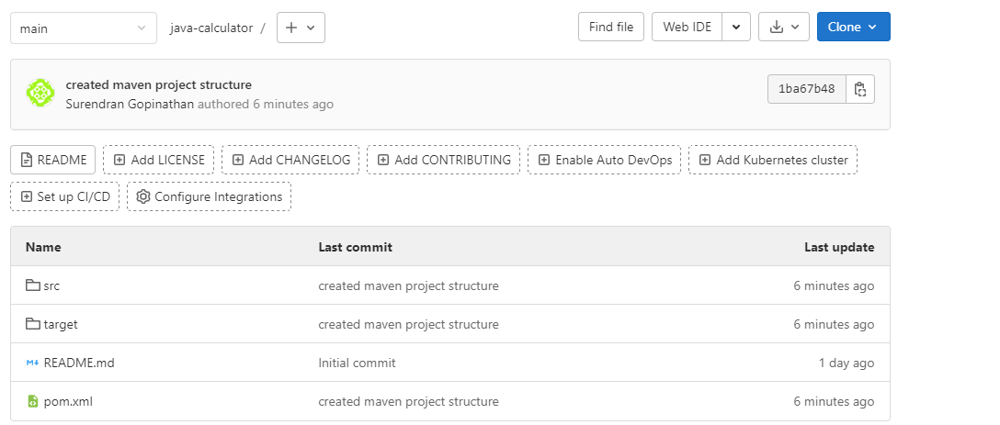 main java-calculator / Find file Web IDE Clone
created maven project structure
Surendran Gopinathan authored 6 minutes ago 1ba67b48
README Add LICENSE Add CHANGELOG Add CONTRIBUTING Enable Auto DevOps Add Kubernetes cluster
Set up CI/CD Configure Integrations
Name Last commit Last update
src created maven project structure 6 minutes ago
target created maven project structure 6 minutes ago
README.md Initial commit 1 day ago
pom.xml created maven project structure 6 minutes ago